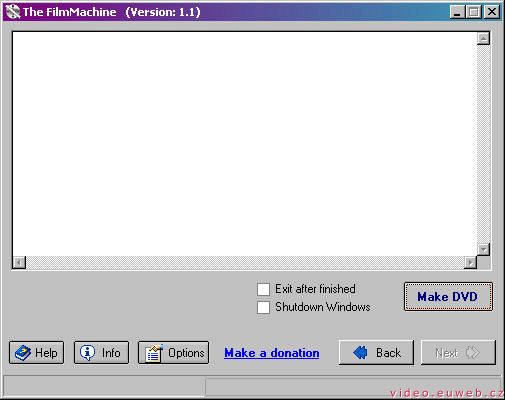 The FilmMachine (Version: 1.1)
Exit after finished
Shutdown Windows
Make DVD
Help
Info
Options
Make a donation
Back
Next
video.euweb.cz